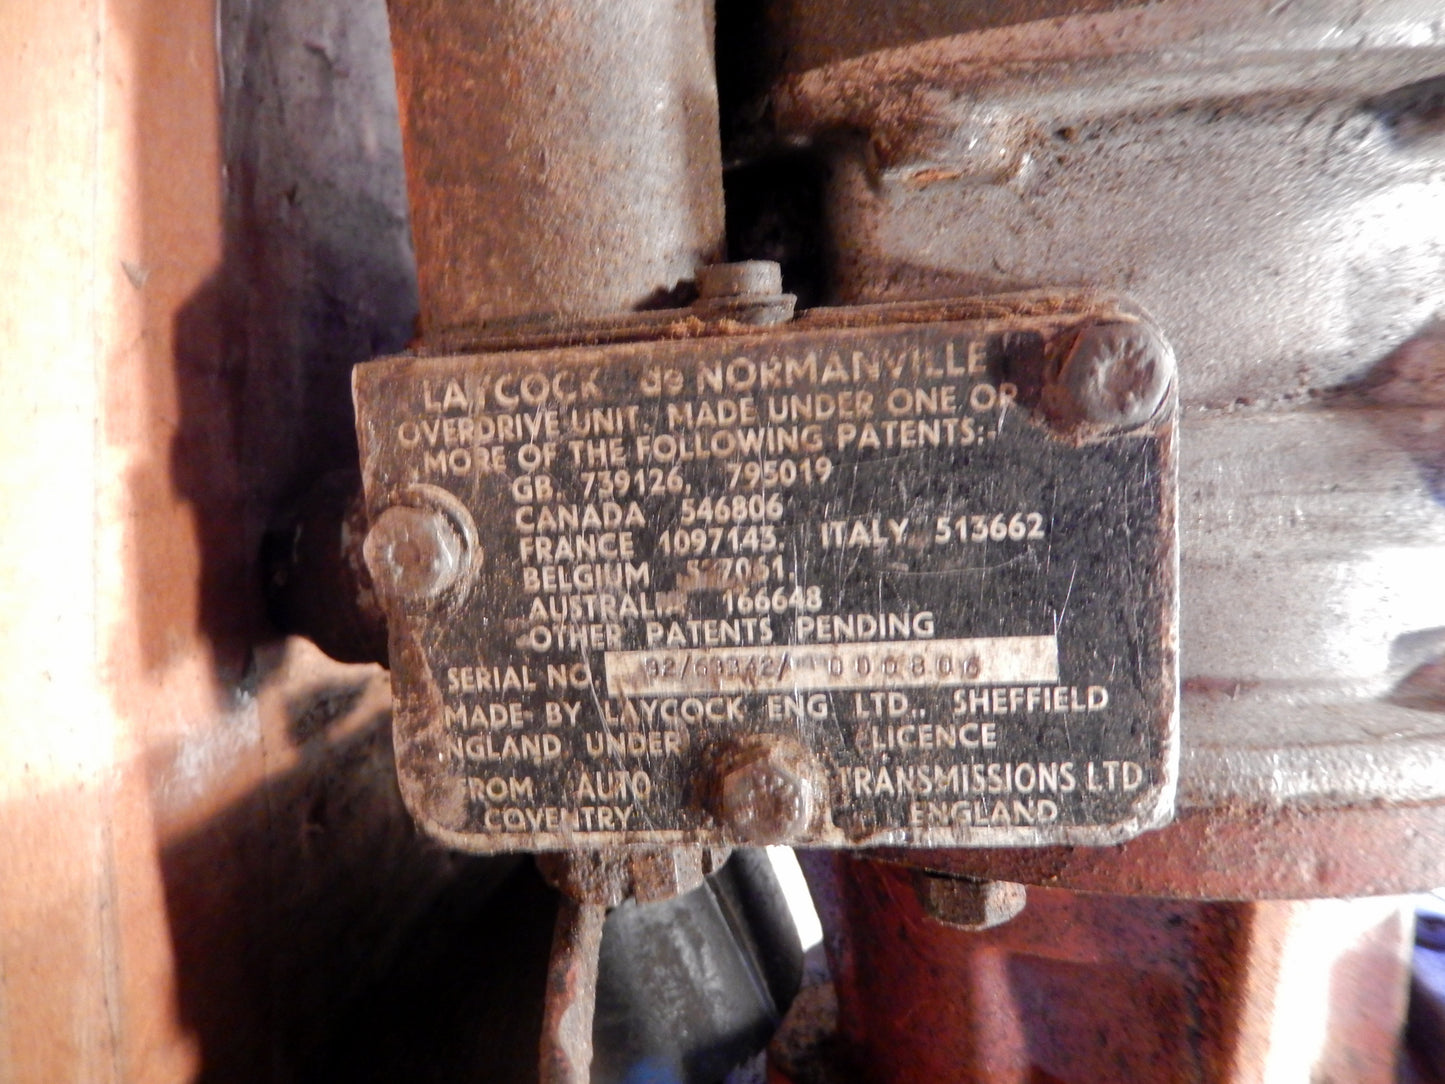 LAYCOCK de NORMANVILLE
OVERDRIVE UNIT. MADE UNDER ONE OR
MORE OF THE FOLLOWING PATENTS:-
GB. 739126, 795019
CANADA 546806
FRANCE 1097143. ITALY 513662
BELGIUM
AUSTRALIA 166648
OTHER PATENTS PENDING
SERIAL NO.
MADE BY LAYCOCK ENG LTD.. SHEFFIELD
NGLAND UNDER LICENCE
ROM AUTO TRANSMISSIONS LTD
COVENTRY ENGLAND